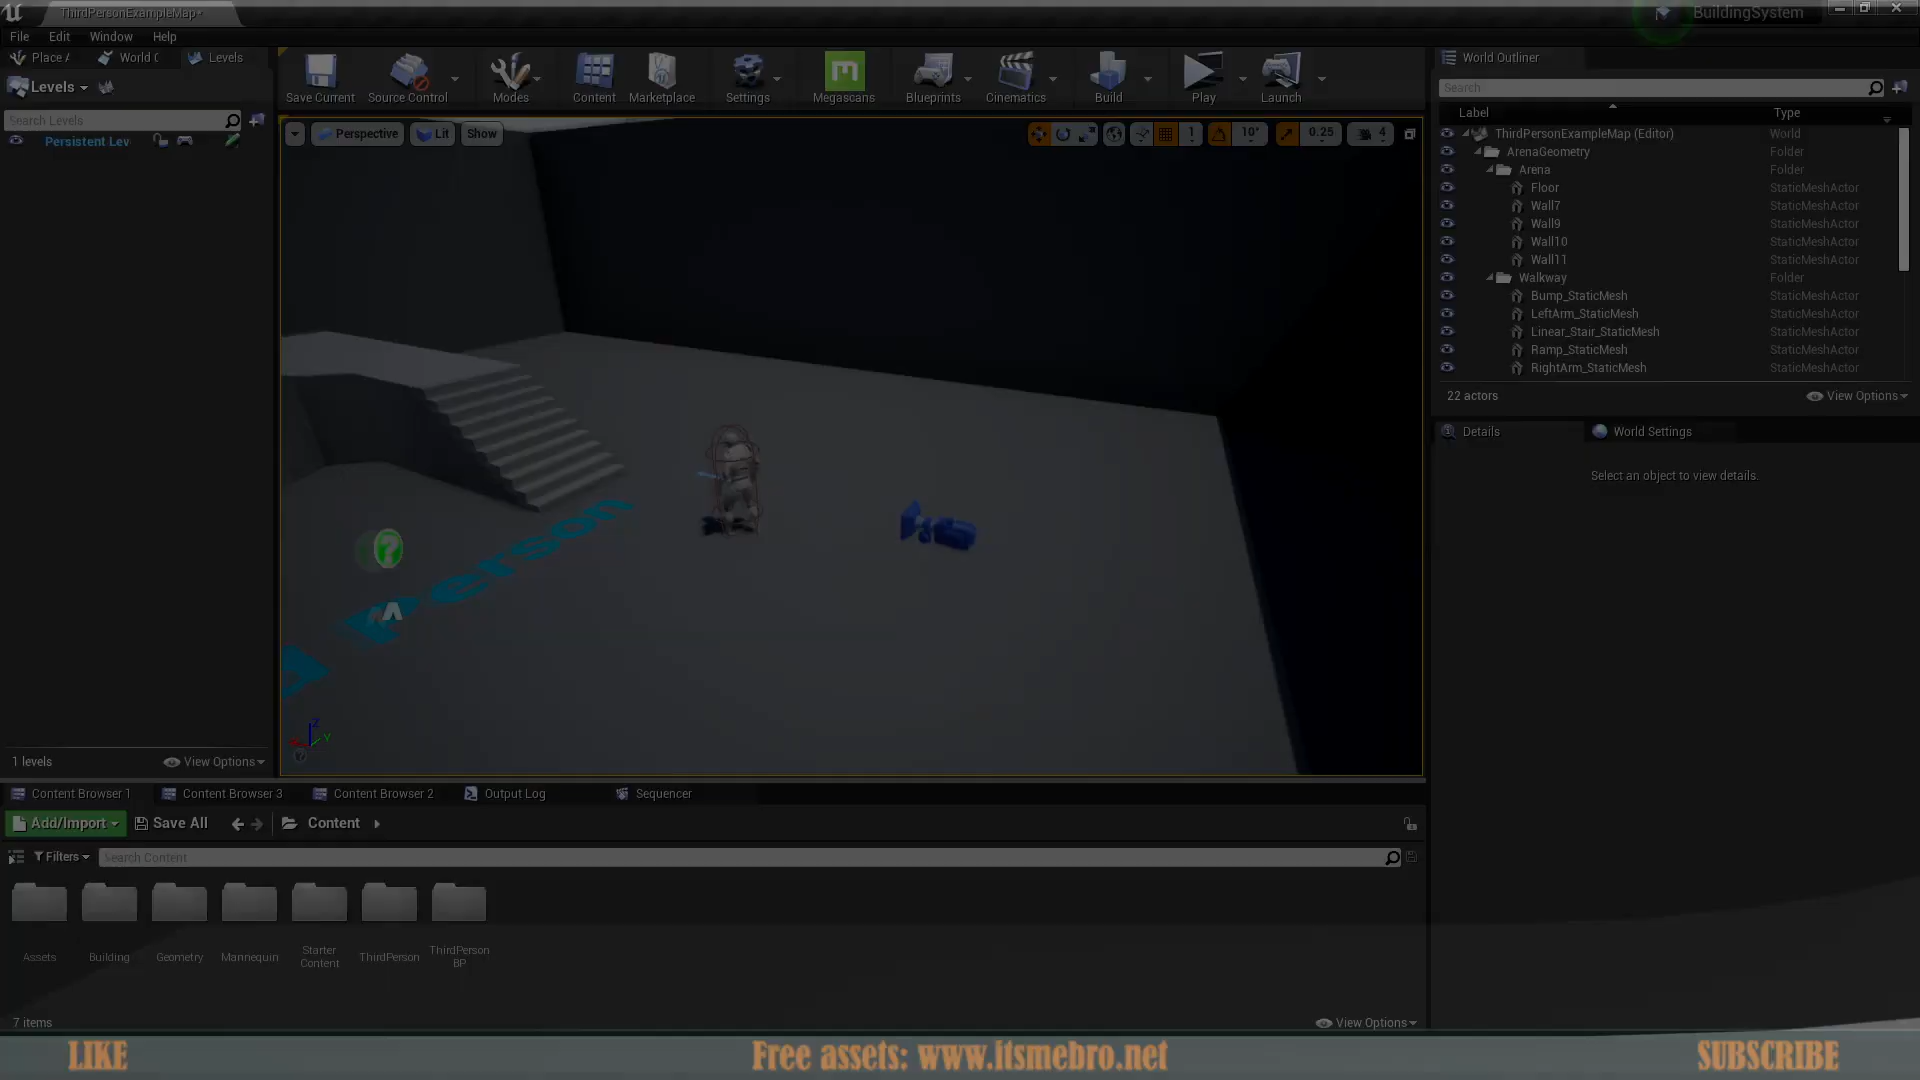 ThirdPersonExampleMap*
BuildingSystem
File Edit Window Help
Place A World C Levels
Levels
Search Levels
Persistent Lev
1 levels
View Options
Save Current Source Control Modes Content Marketplace Settings Megascans Blueprints Cinematics Build Play Launch
Perspective Lit Show
1 10° 0.25 4
erson
Z
Y
World Outliner
Search
Label Type
ThirdPersonExampleMap (Editor) World
ArenaGeometry Folder
Arena Folder
Floor StaticMeshActor
Wall7 StaticMeshActor
Wall9 StaticMeshActor
Wall10 StaticMeshActor
Wall11 StaticMeshActor
Walkway Folder
Bump_StaticMesh StaticMeshActor
LeftArm_StaticMesh StaticMeshActor
Linear_Stair_StaticMesh StaticMeshActor
Ramp_StaticMesh StaticMeshActor
RightArm_StaticMesh StaticMeshActor
22 actors
View Options
Details World Settings
Select an object to view details.
Content Browser 1 Content Browser 3 Content Browser 2 Output Log Sequencer
Add/Import Save All Content
Filters Search Content
Assets Building Geometry Mannequin Starter Content ThirdPerson ThirdPerson BP
7 items
View Options
LIKE Free assets: www.itsmebro.net SUBSCRIBE